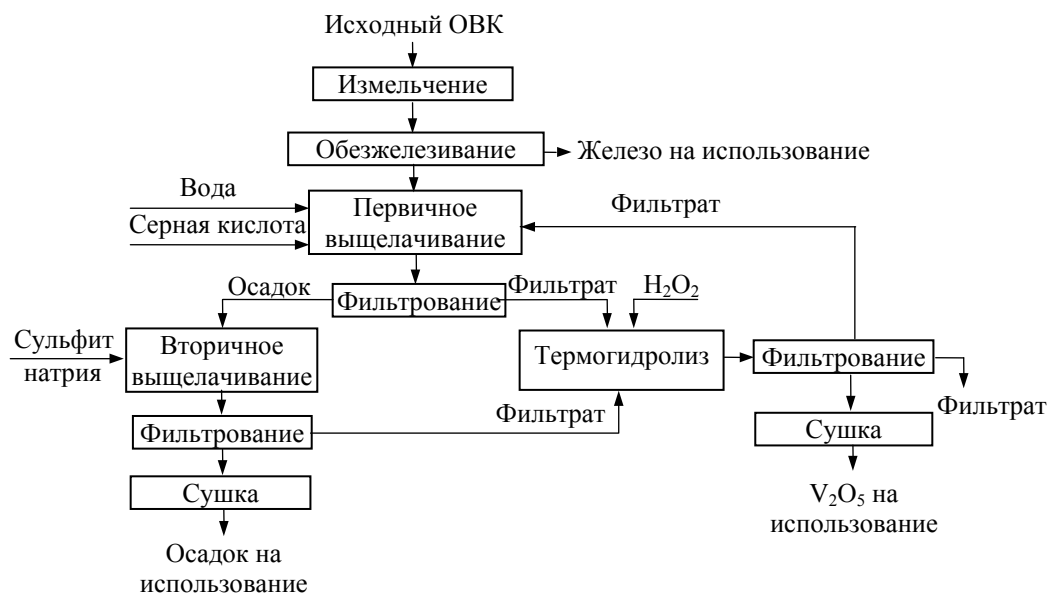 Исходный ОВК
Измельчение
Обезжелезивание
Железо на использование
Вода
Серная кислота
Первичное
выщелачивание
Фильтрат
Осадок
Фильтрование
Фильтрат
H₂O₂
Сульфит
натрия
Вторичное
выщелачивание
Термогидролиз
Фильтрование
Фильтрат
Фильтрование
Фильтрат
Сушка
Сушка
V₂O₅ на
использование
Осадок на
использование